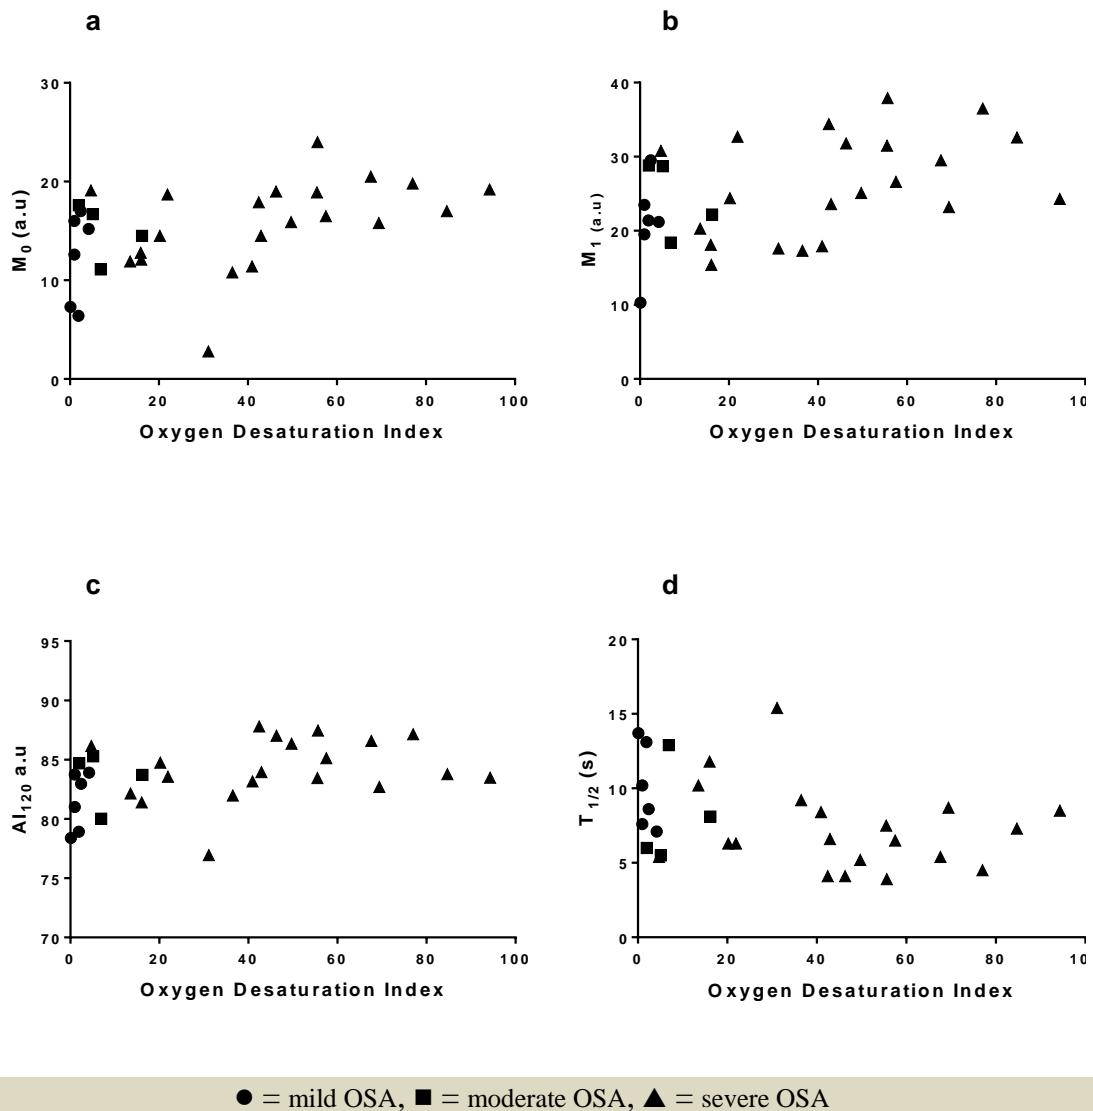 a
b
30
20
10
0
M0 (a.u)
0 20 40 60 80 100
Oxygen Desaturation Index
40
30
20
10
0
M1 (a.u)
0 20 40 60 80 10
Oxygen Desaturation Index
c
d
95
90
85
80
75
70
AI120 a.u
0 20 40 60 80 100
Oxygen Desaturation Index
20
15
10
5
0
T1/2 (s)
0 20 40 60 80 10
Oxygen Desaturation Index
● = mild OSA, ■ = moderate OSA, ▲ = severe OSA